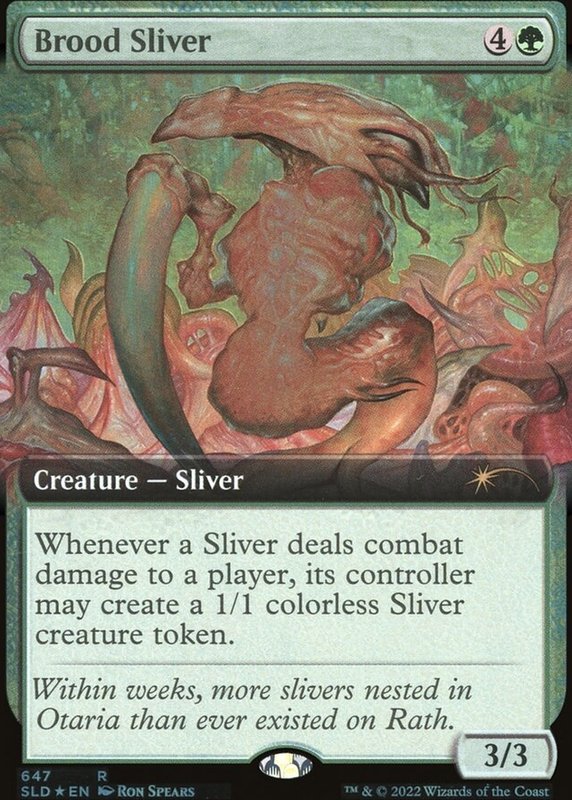 Brood Sliver 4
Creature — Sliver
Whenever a Sliver deals combat
damage to a player, its controller
may create a 1/1 colorless Sliver
creature token.
Within weeks, more slivers nested in
Otaria than ever existed on Rath.
3/3
647 R
SLD ★ EN Ron Spears
™ & © 2022 Wizards of the Coast